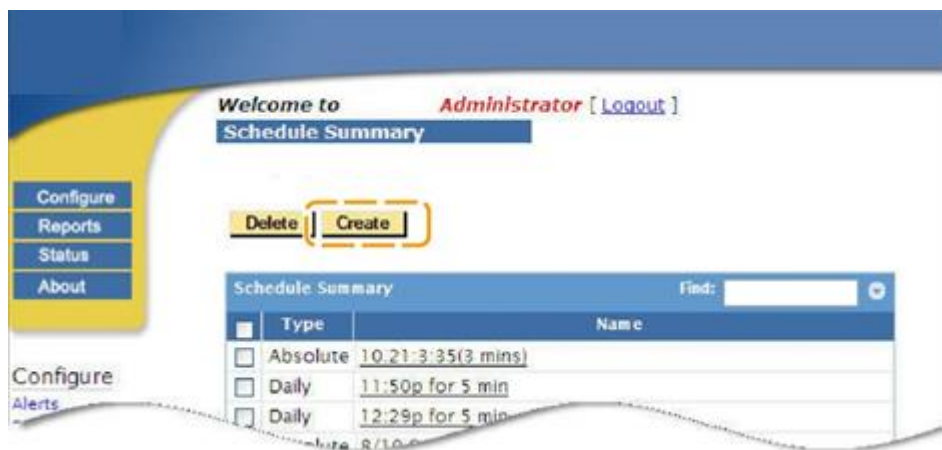 Welcome to Administrator [ Logout ]
Schedule Summary
Configure
Reports
Status
About
Delete Create
Schedule Summary Find:
Type Name
Absolute 10.21:3:35(3 mins)
Daily 11:50p for 5 min
Daily 12:29p for 5 min
Configure
Alerts